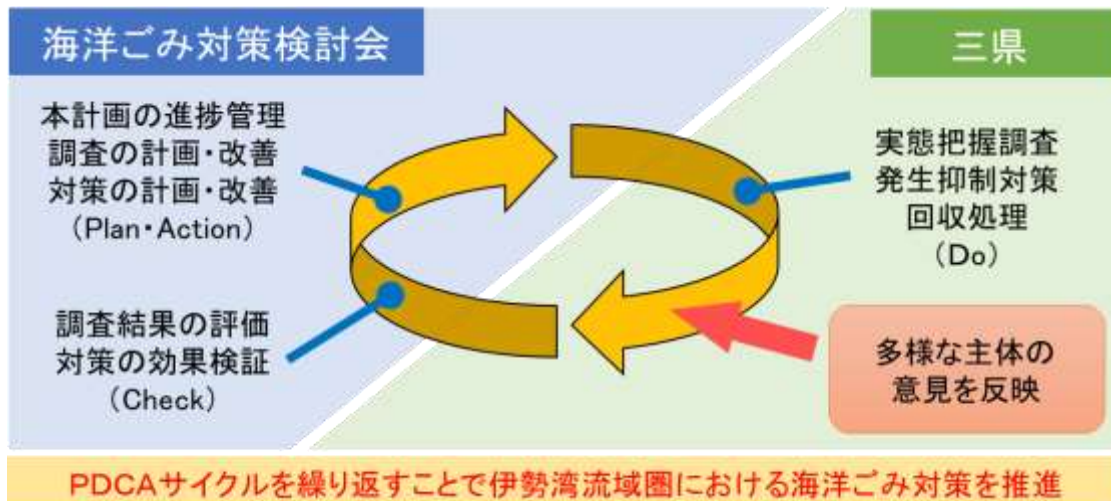 海洋ごみ対策検討会
本計画の進捗管理
調査の計画・改善
対策の計画・改善
(Plan・Action)
調査結果の評価
対策の効果検証
(Check)
三県
実態把握調査
発生抑制対策
回収処理
(Do)
多様な主体の
意見を反映
PDCAサイクルを繰り返すことで伊勢湾流域圏における海洋ごみ対策を推進